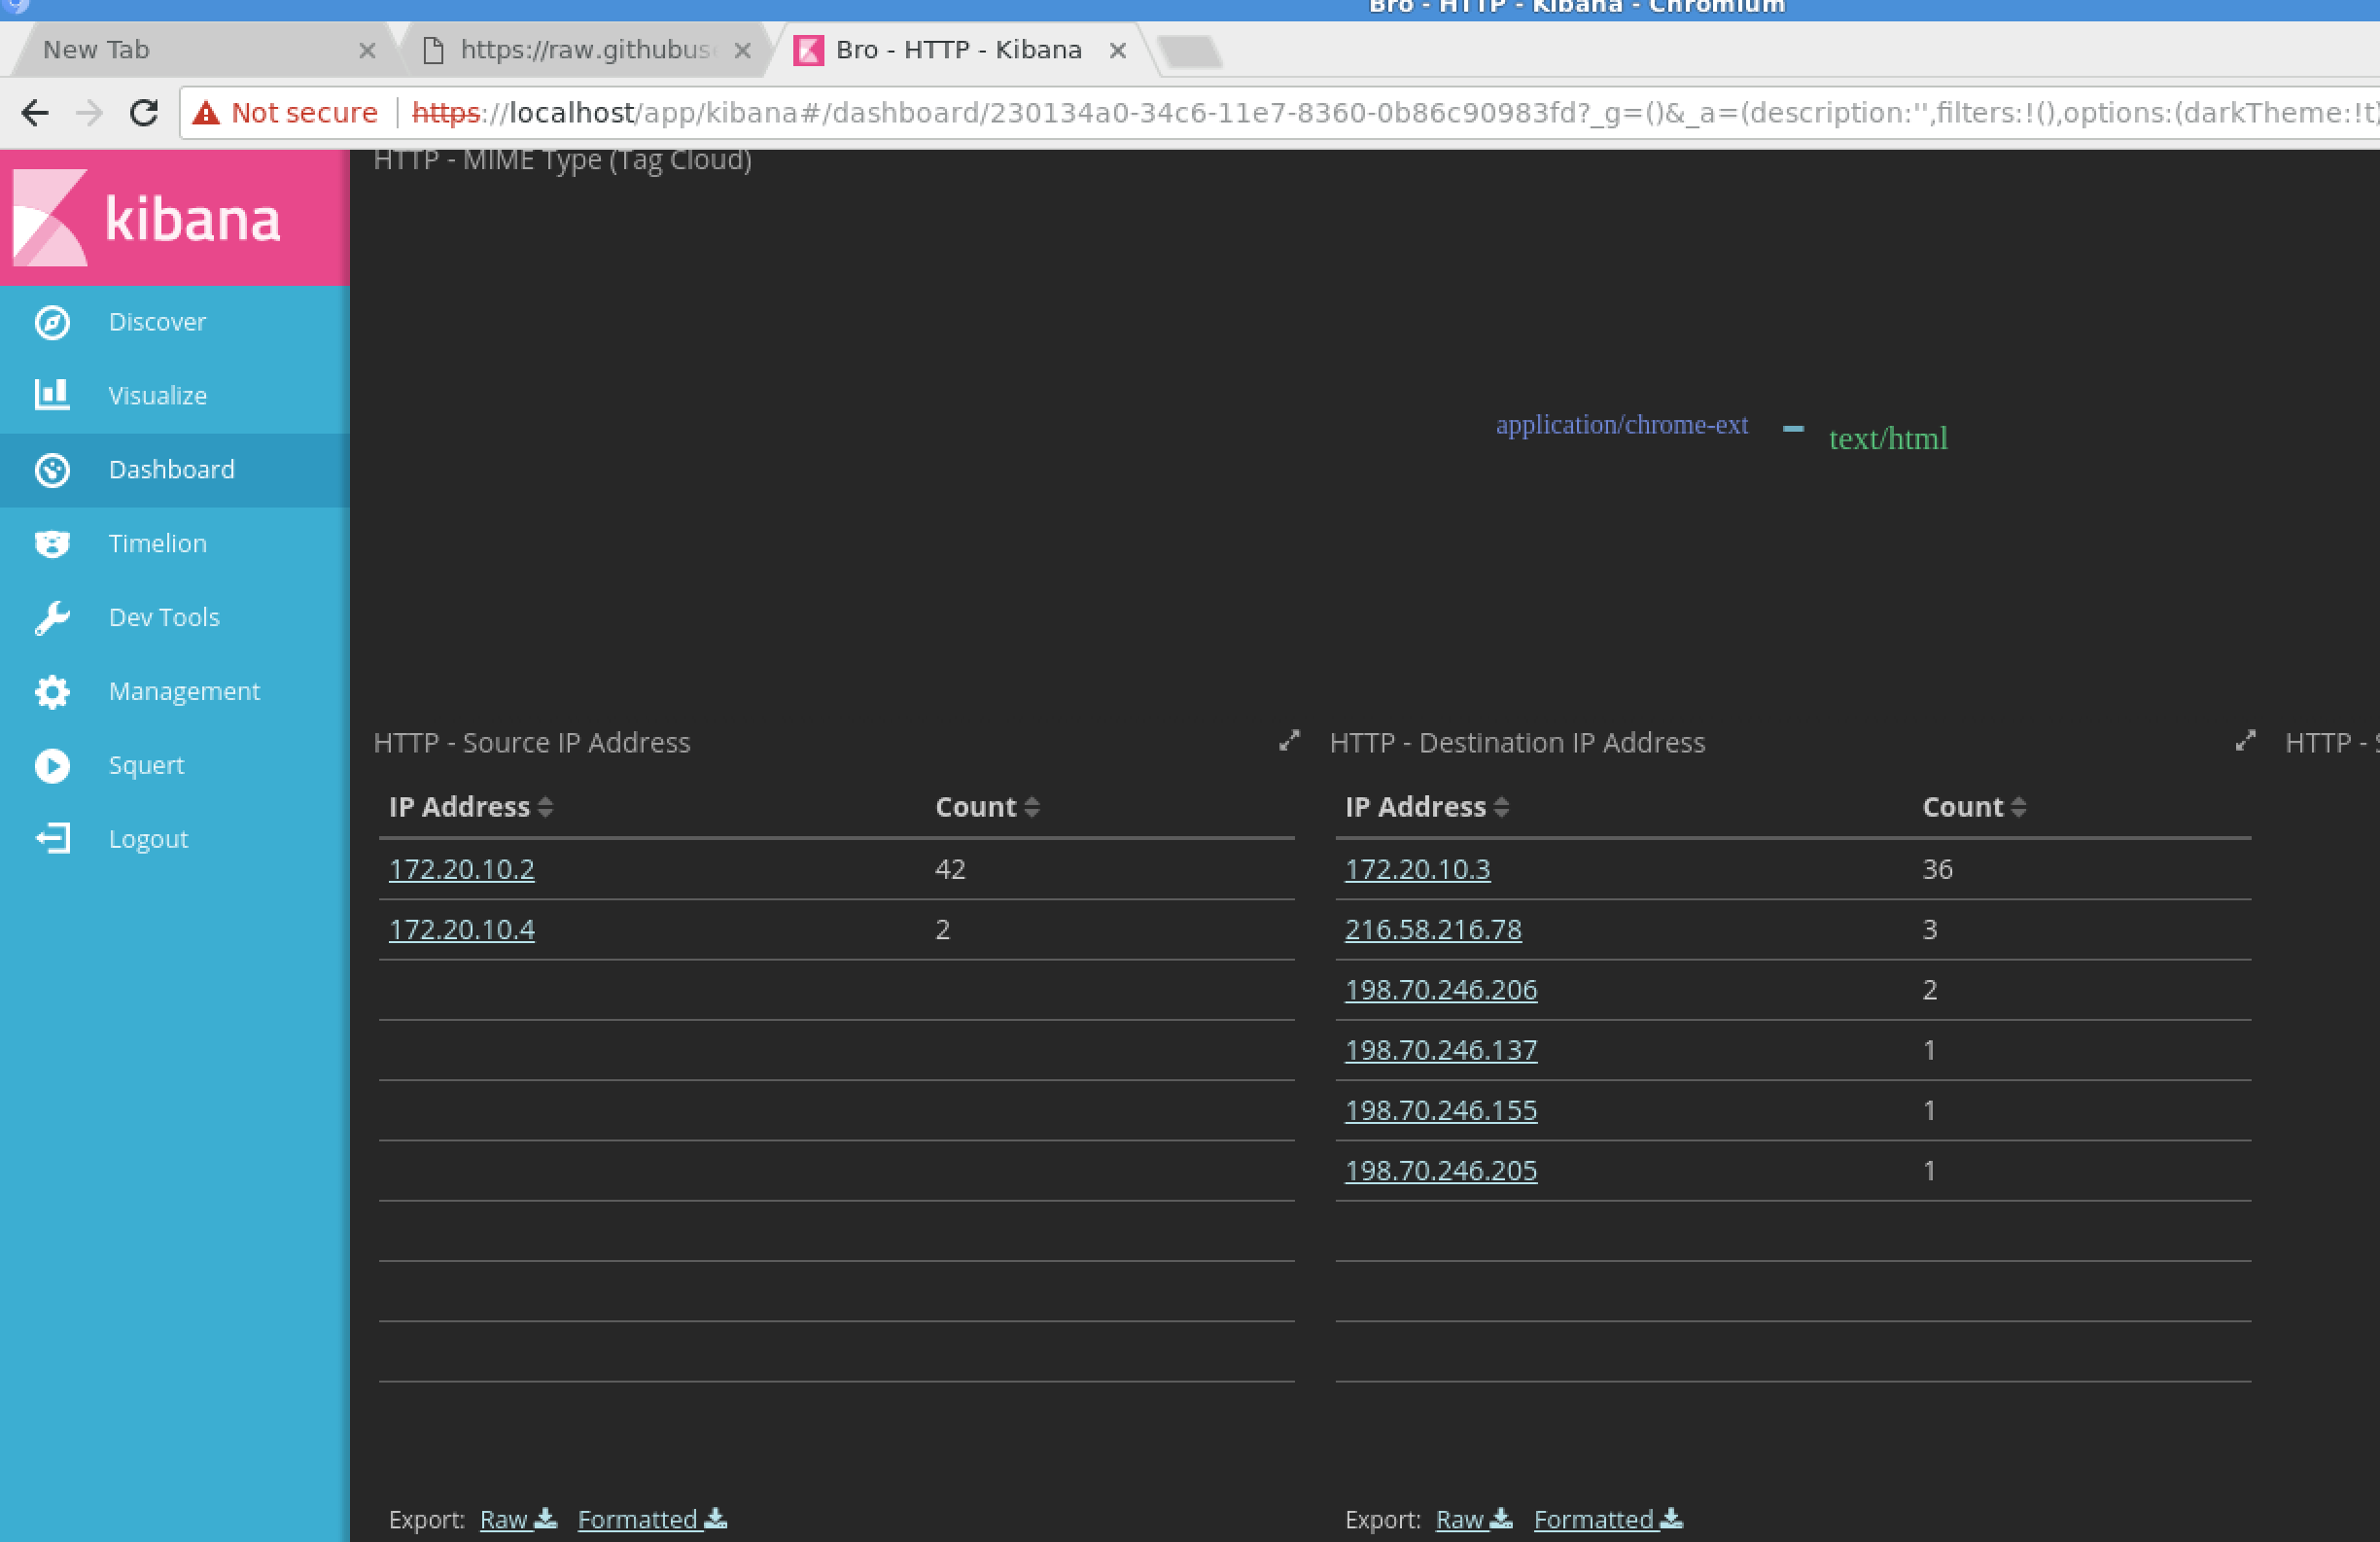 Bro - HTTP - Kibana - Chromium
New Tab
https://raw.githubus
Bro - HTTP - Kibana
Not secure https://localhost/app/kibana#/dashboard/230134a0-34c6-11e7-8360-0b86c90983fd?_g=()&_a=(description:'',filters:!(),options:(darkTheme:!t)
kibana
Discover
Visualize
Dashboard
Timelion
Dev Tools
Management
Squert
Logout
HTTP - MIME Type (Tag Cloud)
application/chrome-ext - text/html
HTTP - Source IP Address
IP Address Count
172.20.10.2 42
172.20.10.4 2
Export: Raw Formatted
HTTP - Destination IP Address
IP Address Count
172.20.10.3 36
216.58.216.78 3
198.70.246.206 2
198.70.246.137 1
198.70.246.155 1
198.70.246.205 1
Export: Raw Formatted
HTTP -